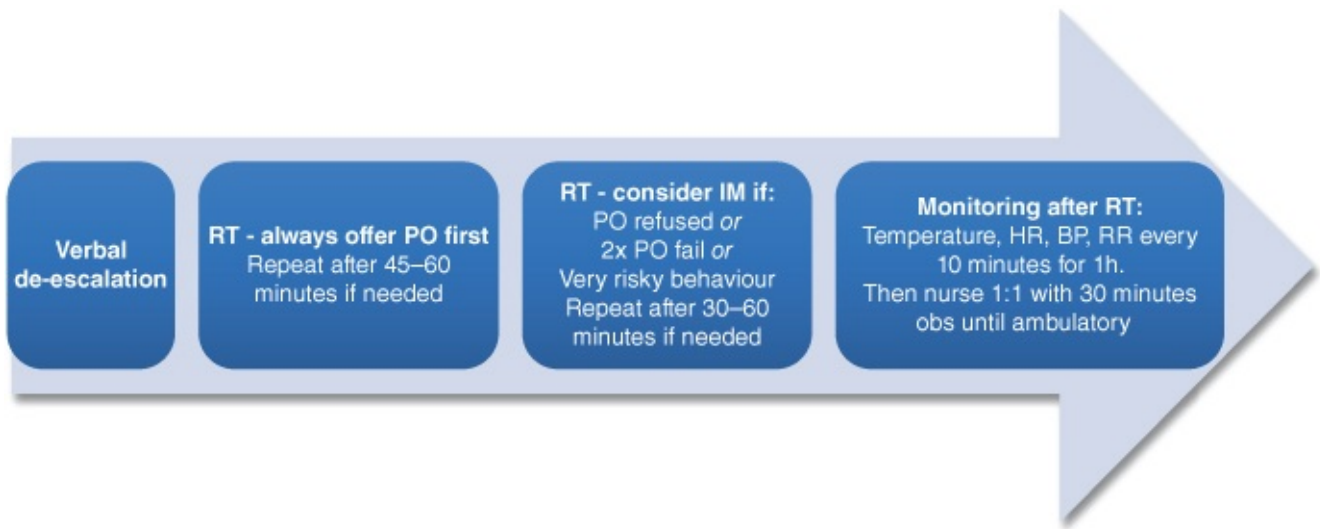 Verbal
de-escalation
RT - always offer PO first
Repeat after 45–60
minutes if needed
RT - consider IM if:
PO refused or
2x PO fail or
Very risky behaviour
Repeat after 30–60
minutes if needed
Monitoring after RT:
Temperature, HR, BP, RR every
10 minutes for 1h.
Then nurse 1:1 with 30 minutes
obs until ambulatory